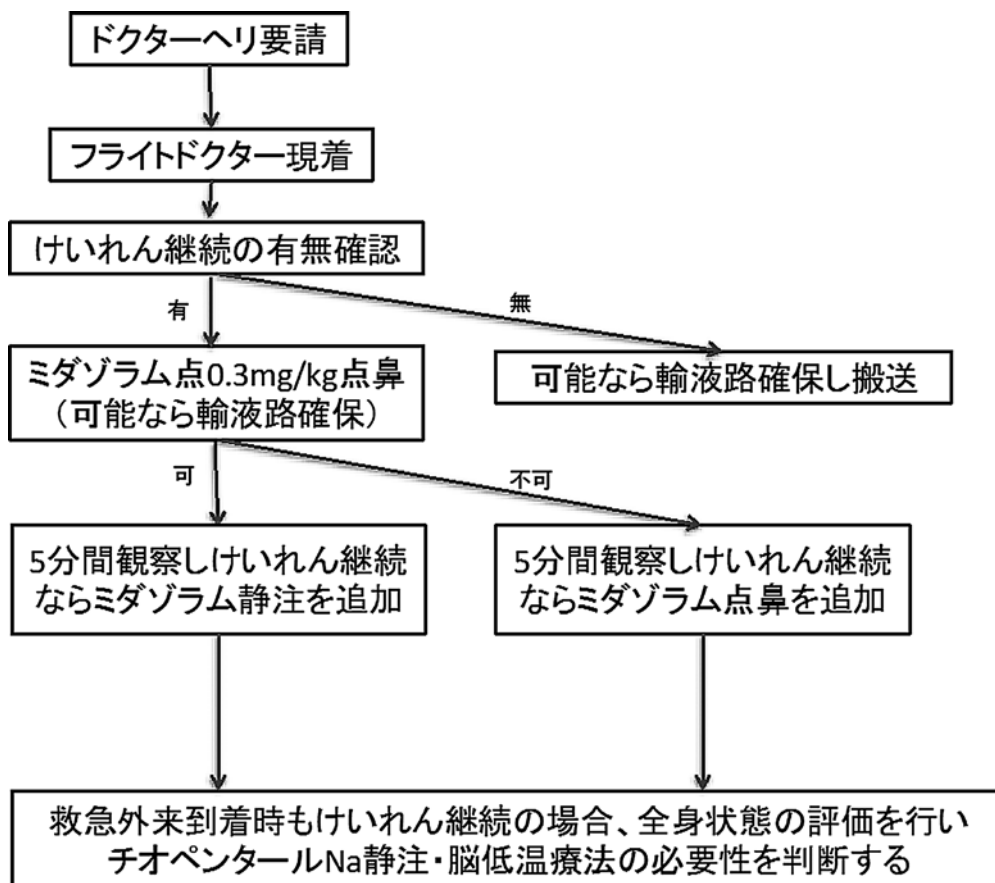 ドクターヘリ要請
フライトドクター現着
けいれん継続の有無確認
有
無
ミダゾラム点0.3mg/kg点鼻
（可能なら輸液路確保）
可能なら輸液路確保し搬送
可
不可
5分間観察しけいれん継続
ならミダゾラム静注を追加
5分間観察しけいれん継続
ならミダゾラム点鼻を追加
救急外来到着時もけいれん継続の場合、全身状態の評価を行い
チオペンタールNa静注・脳低温療法の必要性を判断する